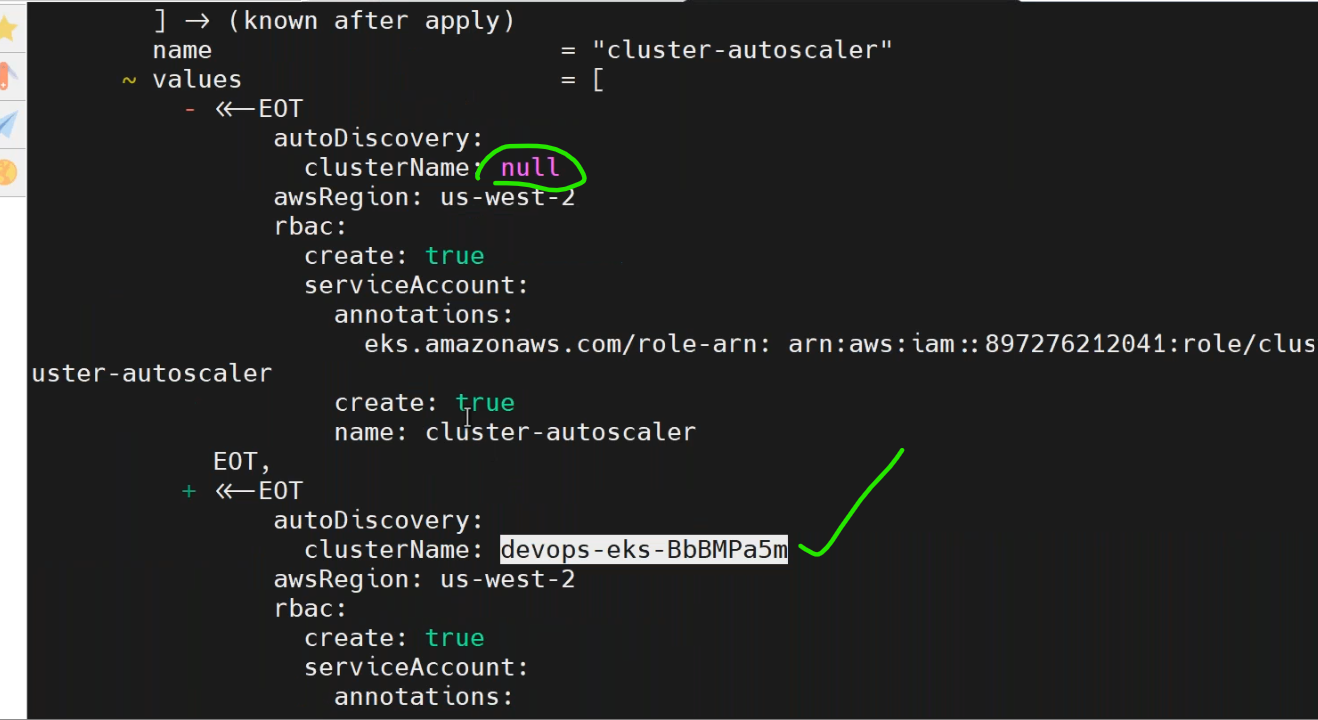 ] -> (known after apply)
name = "cluster-autoscaler"
~ values = [
- <<-EOT
autoDiscovery:
clusterName: null
awsRegion: us-west-2
rbac:
create: true
serviceAccount:
annotations:
eks.amazonaws.com/role-arn: arn:aws:iam::897276212041:role/clus
uster-autoscaler
create: true
name: cluster-autoscaler
EOT,
+ <<-EOT
autoDiscovery:
clusterName: devops-eks-BbBMPa5m
awsRegion: us-west-2
rbac:
create: true
serviceAccount:
annotations: